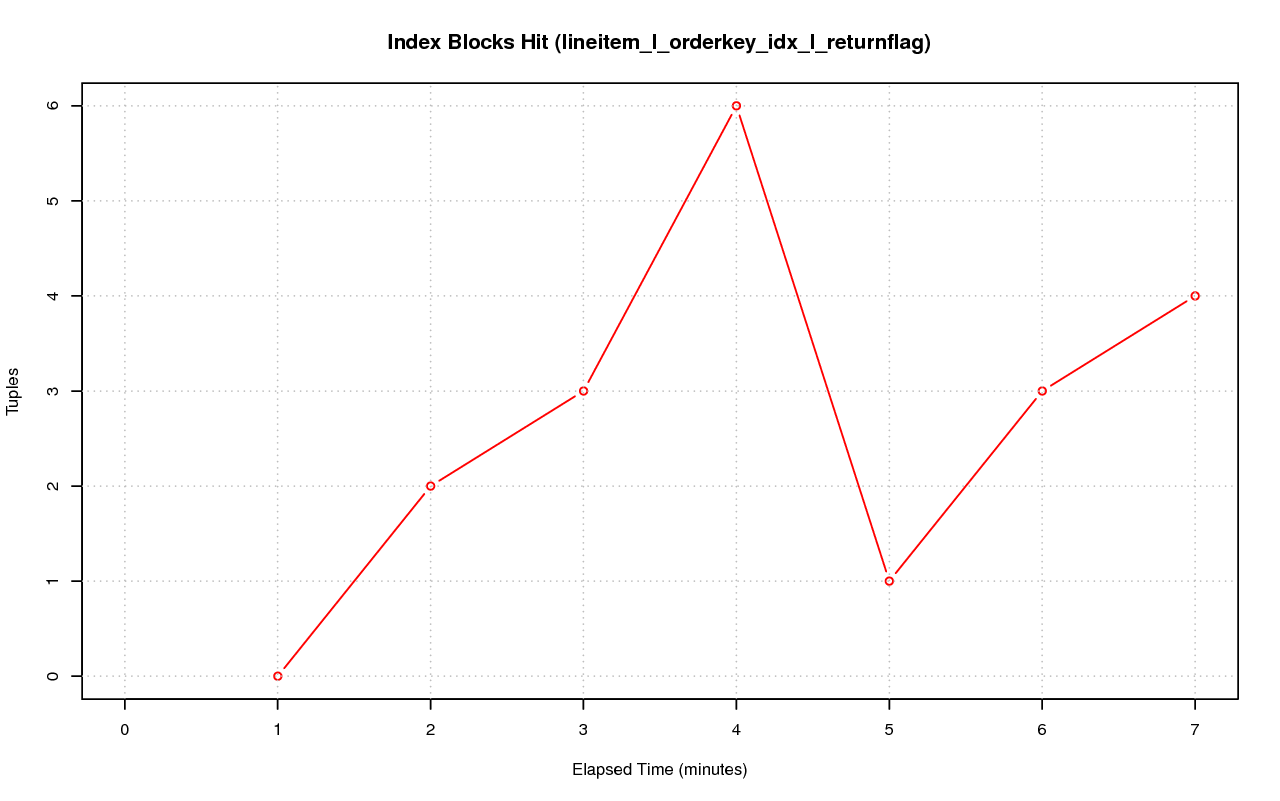 Index Blocks Hit (lineitem_l_orderkey_idx_l_returnflag)
6
5
4
3
2
1
0
Tuples
0 1 2 3 4 5 6 7
Elapsed Time (minutes)